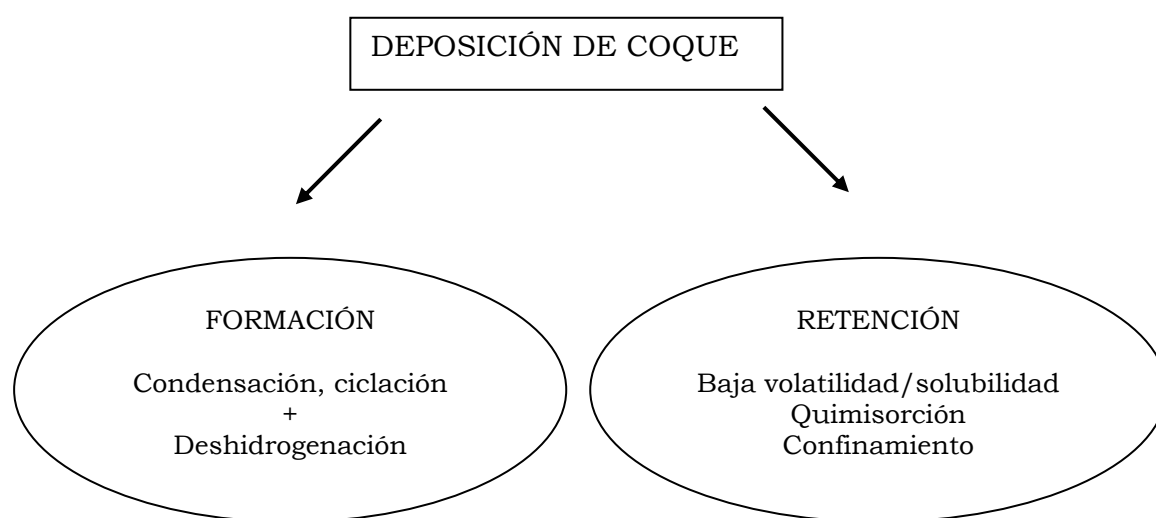 DEPOSICIÓN DE COQUE
FORMACIÓN
Condensación, ciclación
+
Deshidrogenación
RETENCIÓN
Baja volatilidad/solubilidad
Quimisorción
Confinamiento